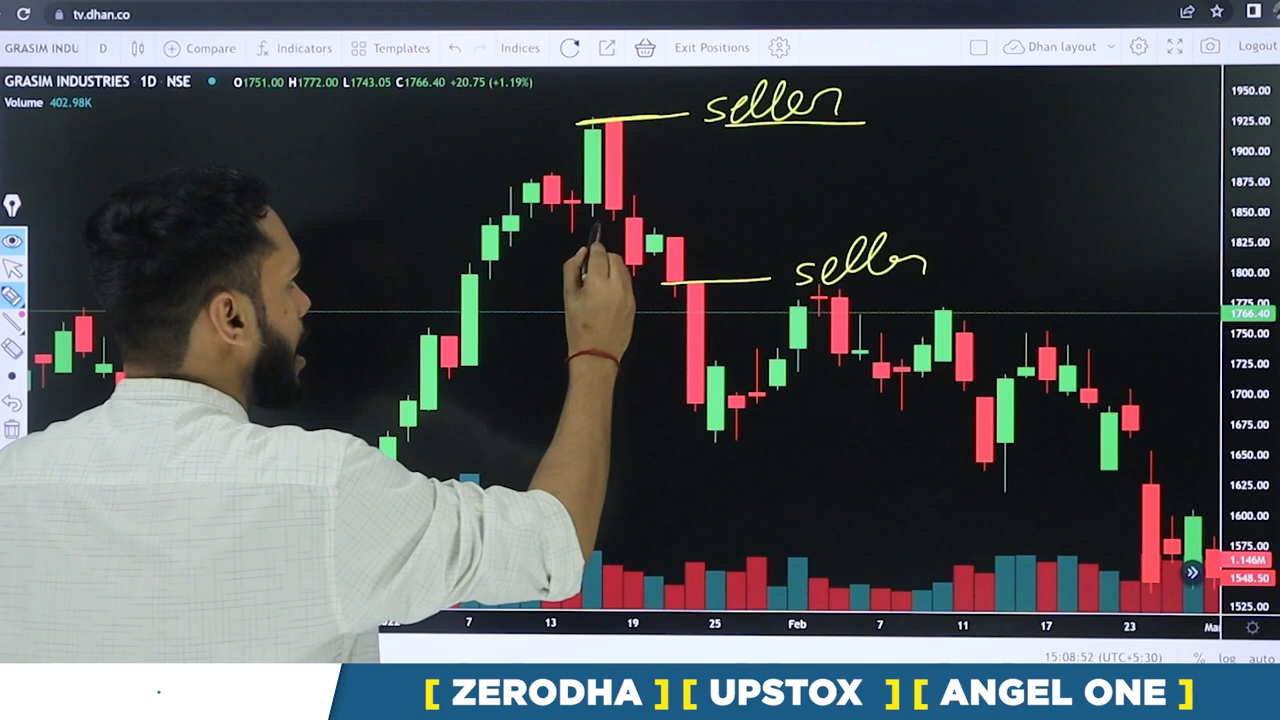 tv.dhan.co
GRASIM INDU D Compare Indicators Templates Indices Exit Positions Dhan layout Logout
GRASIM INDUSTRIES 1D NSE O1751.00 H1772.00 L1743.05 C1766.40 +20.75 (+1.19%)
Volume 402.98K
seller
seller
1950.00
1925.00
1900.00
1875.00
1850.00
1825.00
1800.00
1775.00
1766.40
1750.00
1725.00
1700.00
1675.00
1650.00
1625.00
1600.00
1575.00
1.146M
1548.50
1525.00
7 13 19 25 Feb 7 11 17 23
15:08:52 (UTC+5:30) % log auto
[ ZERODHA ] [ UPSTOX ] [ ANGEL ONE ]